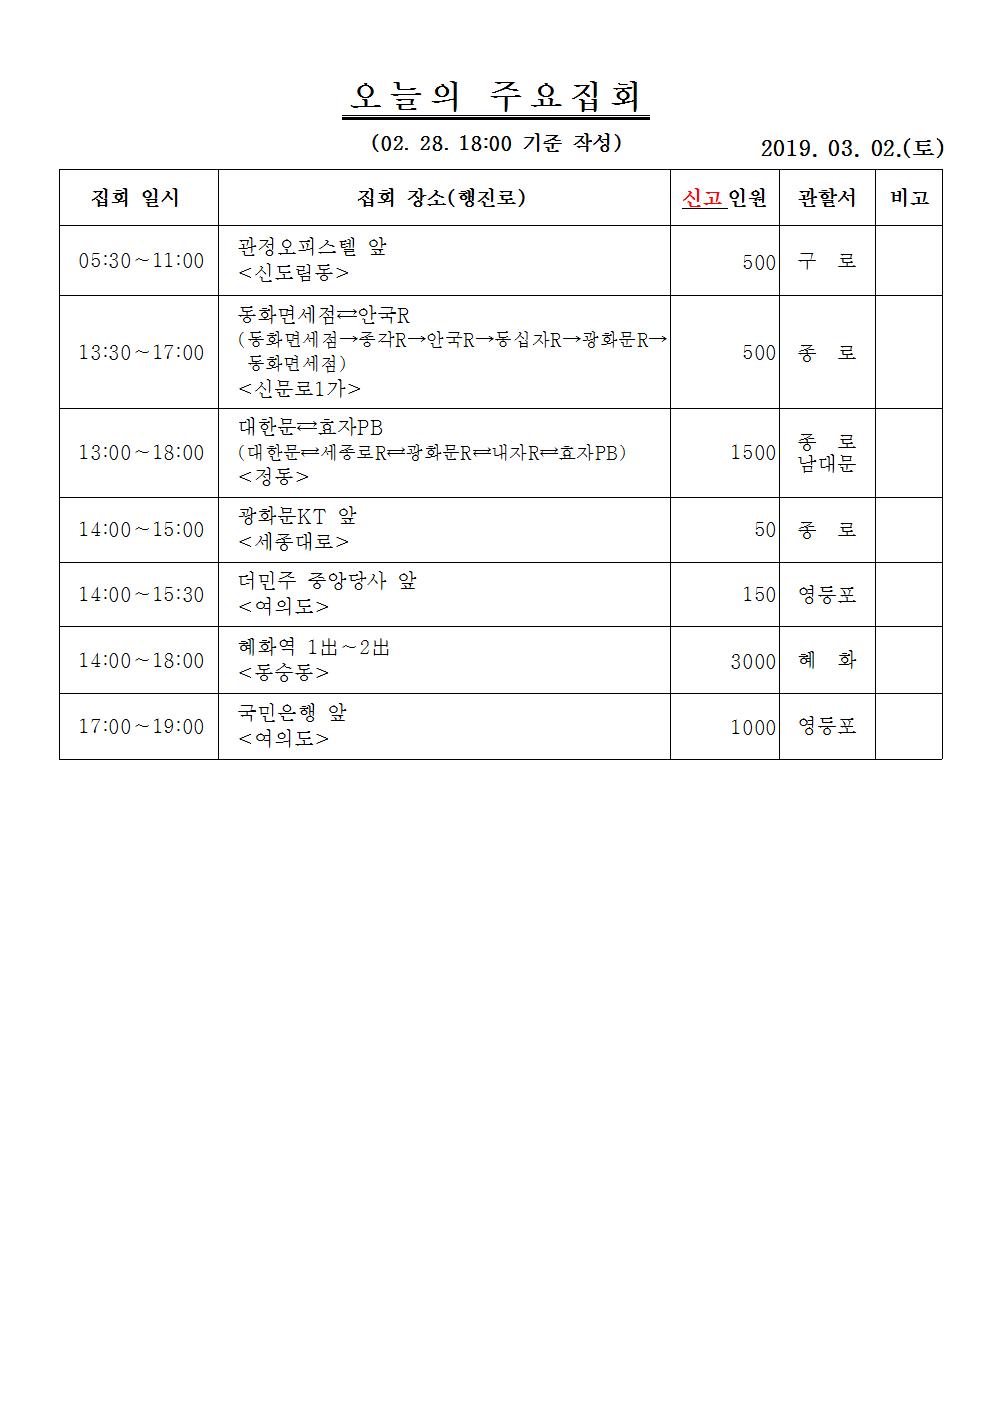 오늘의 주요집회
(02. 28. 18:00 기준 작성)
2019. 03. 02.(토)
집회 일시 집회 장소(행진로) 신고인원 관할서 비고
05:30～11:00 관정오피스텔 앞 500 구 로
<신도림동>
13:30～17:00 동화면세점⇄안국R 500 종 로
(동화면세점→종각R→안국R→동십자R→광화문R→
동화면세점)
<신문로1가>
13:00～18:00 대한문⇄효자PB 1500 종 로
(대한문⇄세종로R⇄광화문R⇄내자R⇄효자PB) 남대문
<정동>
14:00～15:00 광화문KT 앞 50 종 로
<세종대로>
14:00～15:30 더민주 중앙당사 앞 150 영등포
<여의도>
14:00～18:00 혜화역 1出～2出 3000 혜 화
<동숭동>
17:00～19:00 국민은행 앞 1000 영등포
<여의도>